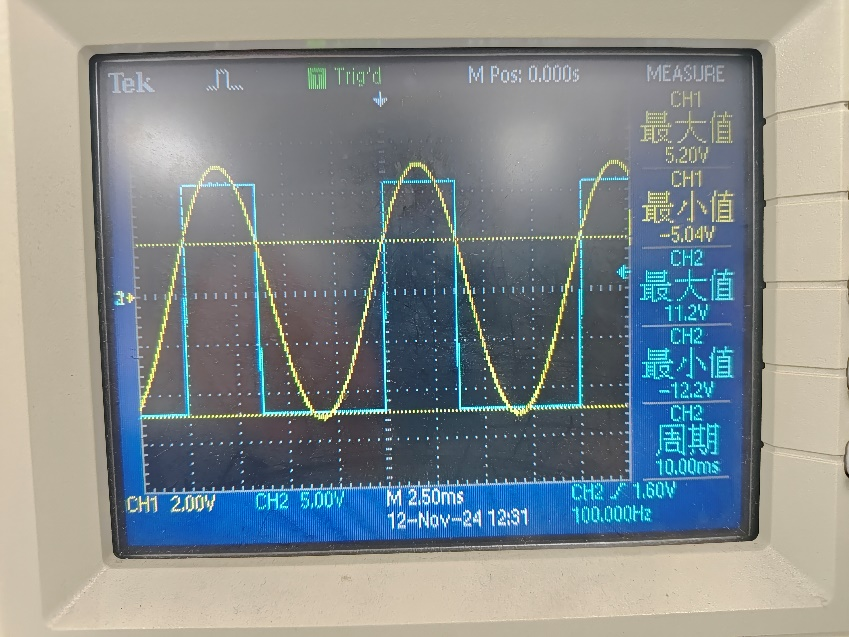 Tek Trig'd M Pos: 0.000s MEASURE
CH1
最大值
5.20V
CH1
最小值
-5.04V
CH2
最大值
11.2V
CH2
最小值
-12.2V
CH2
周期
10.00ms
CH1 2.00V CH2 5.00V M 2.50ms CH2 1.60V
12-Nov-24 12:31 100.000Hz